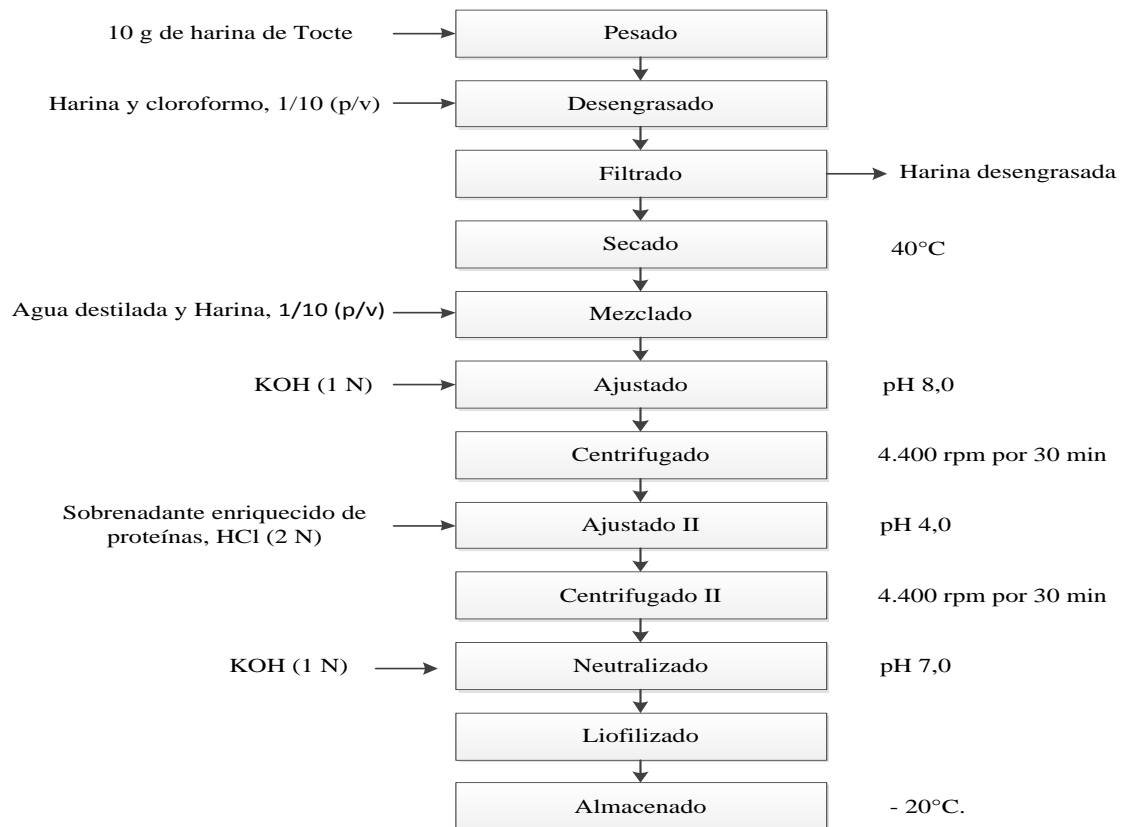 10 g de harina de Tocte
Pesado
Harina y cloroformo, 1/10 (p/v)
Desengrasado
Filtrado
Harina desengrasada
Secado
40°C
Agua destilada y Harina, 1/10 (p/v)
Mezclado
KOH (1 N)
Ajustado
pH 8,0
Centrifugado
4.400 rpm por 30 min
Sobrenadante enriquecido de
proteínas, HCl (2 N)
Ajustado II
pH 4,0
Centrifugado II
4.400 rpm por 30 min
KOH (1 N)
Neutralizado
pH 7,0
Liofilizado
Almacenado
- 20°C.